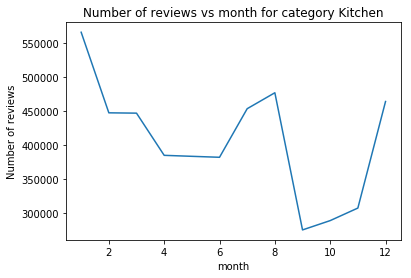 Number of reviews vs month for category Kitchen
Number of reviews
550000
500000
450000
400000
350000
300000
2 4 6 8 10 12
month